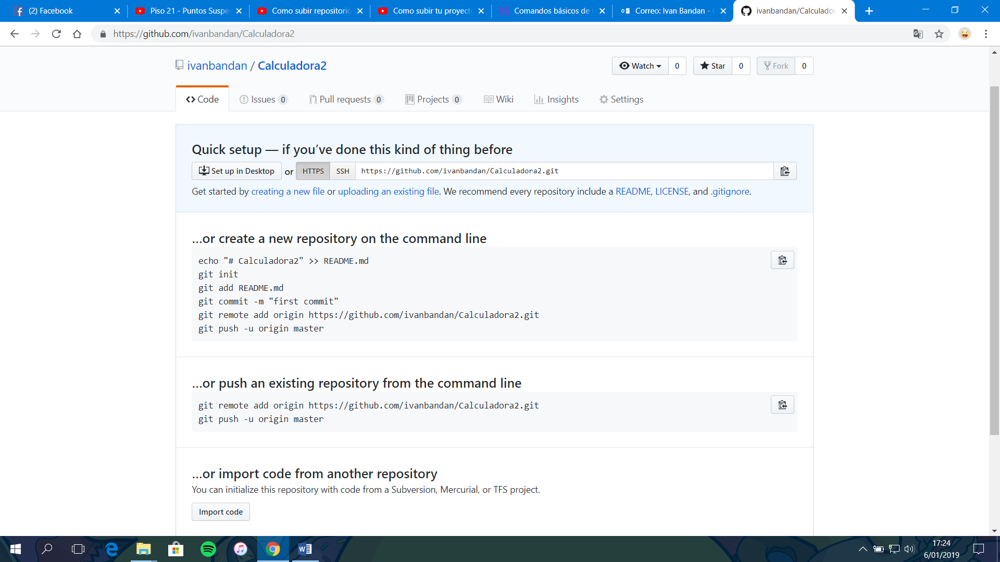 (2) Facebook
Piso 21 - Puntos Suspe
Como subir repositorio
Como subir tu proyecto
Comandos básicos de
Correo: Ivan Bandan -
ivanbandan/Calculador
https://github.com/ivanbandan/Calculadora2
ivanbandan / Calculadora2
Watch 0
Star 0
Fork 0
Code
Issues 0
Pull requests 0
Projects 0
Wiki
Insights
Settings
Quick setup — if you’ve done this kind of thing before
Set up in Desktop or HTTPS SSH https://github.com/ivanbandan/Calculadora2.git
Get started by creating a new file or uploading an existing file. We recommend every repository include a README, LICENSE, and .gitignore.
…or create a new repository on the command line
echo "# Calculadora2" >> README.md
git init
git add README.md
git commit -m "first commit"
git remote add origin https://github.com/ivanbandan/Calculadora2.git
git push -u origin master
…or push an existing repository from the command line
git remote add origin https://github.com/ivanbandan/Calculadora2.git
git push -u origin master
…or import code from another repository
You can initialize this repository with code from a Subversion, Mercurial, or TFS project.
Import code
17:24
6/01/2019